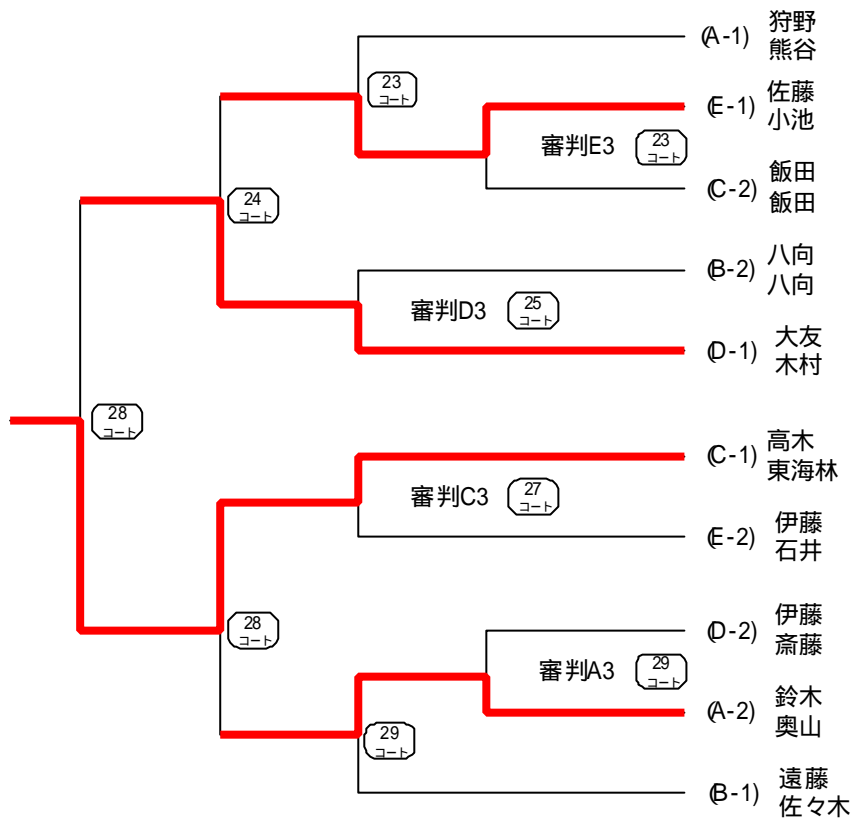 (A-1) 狩野
熊谷
23
コート
(E-1) 佐藤
小池
審判E3 23
コート
(C-2) 飯田
飯田
24
コート
(B-2) 八向
八向
審判D3 25
コート
(D-1) 大友
木村
28
コート
(C-1) 高木
東海林
審判C3 27
コート
(E-2) 伊藤
石井
28
コート
(D-2) 伊藤
斎藤
審判A3 29
コート
(A-2) 鈴木
奥山
29
コート
(B-1) 遠藤
佐々木